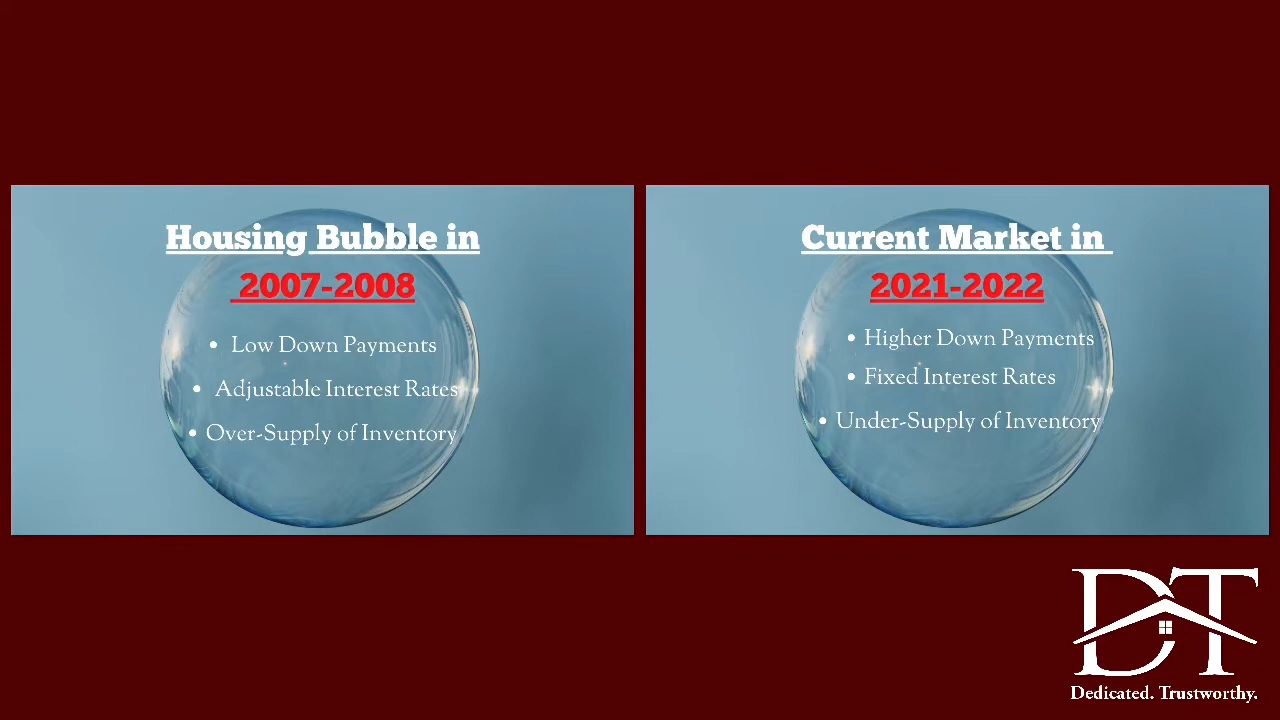 Housing Bubble in
2007-2008
• Low Down Payments
• Adjustable Interest Rates
• Over-Supply of Inventory
Current Market in
2021-2022
• Higher Down Payments
• Fixed Interest Rates
• Under-Supply of Inventory
DT
Dedicated. Trustworthy.